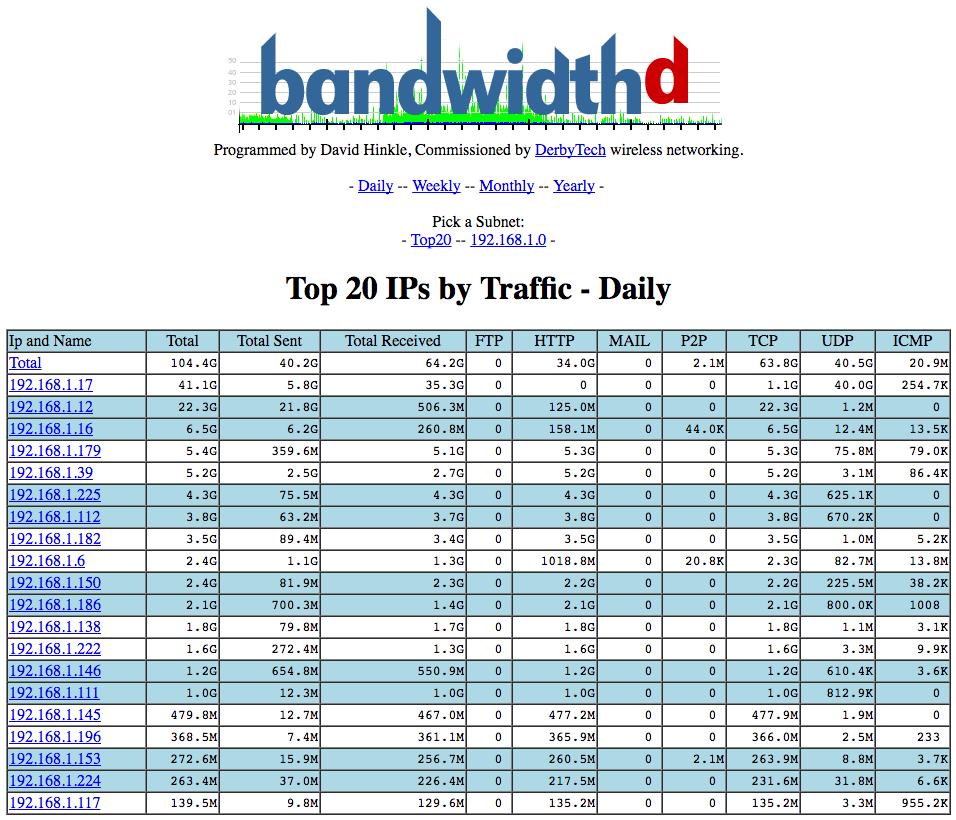 50
40
30
20
10
01
bandwidthd
Programmed by David Hinkle, Commissioned by DerbyTech wireless networking.
- Daily -- Weekly -- Monthly -- Yearly -
Pick a Subnet:
- Top20 -- 192.168.1.0 -
Top 20 IPs by Traffic - Daily
Ip and Name Total Total Sent Total Received FTP HTTP MAIL P2P TCP UDP ICMP
Total 104.4G 40.2G 64.2G 0 34.0G 0 2.1M 63.8G 40.5G 20.9M
192.168.1.17 41.1G 5.8G 35.3G 0 0 0 0 1.1G 40.0G 254.7K
192.168.1.12 22.3G 21.8G 506.3M 0 125.0M 0 0 22.3G 1.2M 0
192.168.1.16 6.5G 6.2G 260.8M 0 158.1M 0 44.0K 6.5G 12.4M 13.5K
192.168.1.179 5.4G 359.6M 5.1G 0 5.3G 0 0 5.3G 75.8M 79.0K
192.168.1.39 5.2G 2.5G 2.7G 0 5.2G 0 0 5.2G 3.1M 86.4K
192.168.1.225 4.3G 75.5M 4.3G 0 4.3G 0 0 4.3G 625.1K 0
192.168.1.112 3.8G 63.2M 3.7G 0 3.8G 0 0 3.8G 670.2K 0
192.168.1.182 3.5G 89.4M 3.4G 0 3.5G 0 0 3.5G 1.0M 5.2K
192.168.1.6 2.4G 1.1G 1.3G 0 1018.8M 0 20.8K 2.3G 82.7M 13.8M
192.168.1.150 2.4G 81.9M 2.3G 0 2.2G 0 0 2.2G 225.5M 38.2K
192.168.1.186 2.1G 700.3M 1.4G 0 2.1G 0 0 2.1G 800.0K 1008
192.168.1.138 1.8G 79.8M 1.7G 0 1.8G 0 0 1.8G 1.1M 3.1K
192.168.1.222 1.6G 272.4M 1.3G 0 1.6G 0 0 1.6G 3.3M 9.9K
192.168.1.146 1.2G 654.8M 550.9M 0 1.2G 0 0 1.2G 610.4K 3.6K
192.168.1.111 1.0G 12.3M 1.0G 0 1.0G 0 0 1.0G 812.9K 0
192.168.1.145 479.8M 12.7M 467.0M 0 477.2M 0 0 477.9M 1.9M 0
192.168.1.196 368.5M 7.4M 361.1M 0 365.9M 0 0 366.0M 2.5M 233
192.168.1.153 272.6M 15.9M 256.7M 0 260.5M 0 2.1M 263.9M 8.8M 3.7K
192.168.1.224 263.4M 37.0M 226.4M 0 217.5M 0 0 231.6M 31.8M 6.6K
192.168.1.117 139.5M 9.8M 129.6M 0 135.2M 0 0 135.2M 3.3M 955.2K